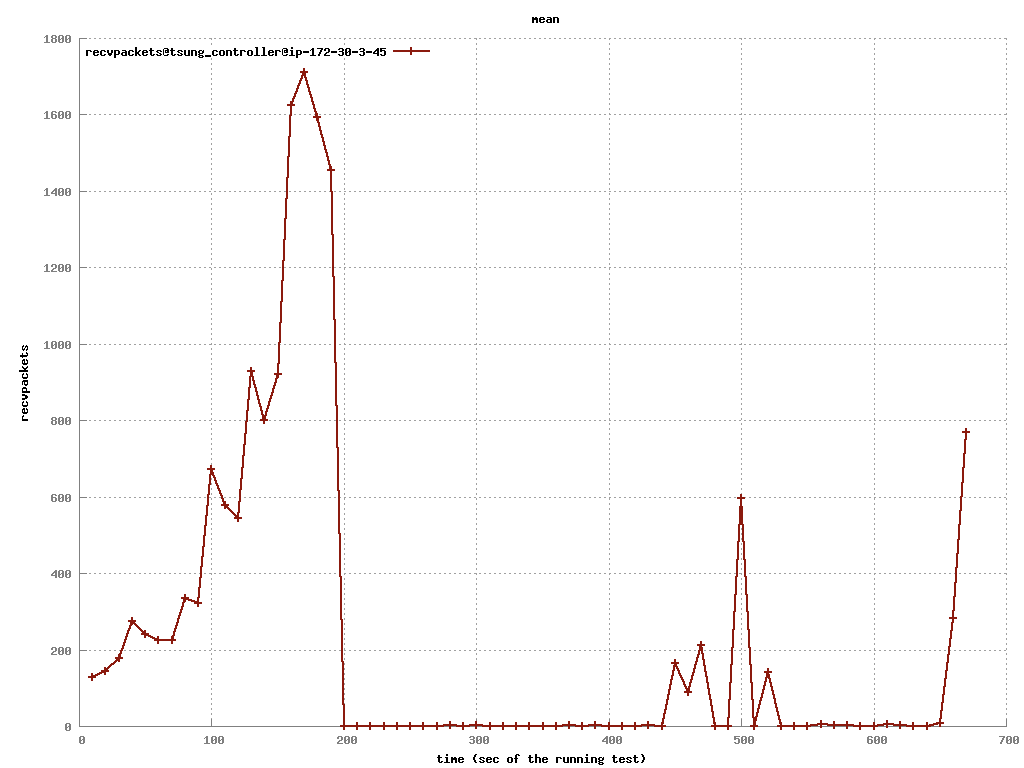 mean
recvpackets@tsung_controller@ip-172-30-3-45
1800
1600
1400
1200
1000
800
600
400
200
0
recvpackets
0 100 200 300 400 500 600 700
time (sec of the running test)